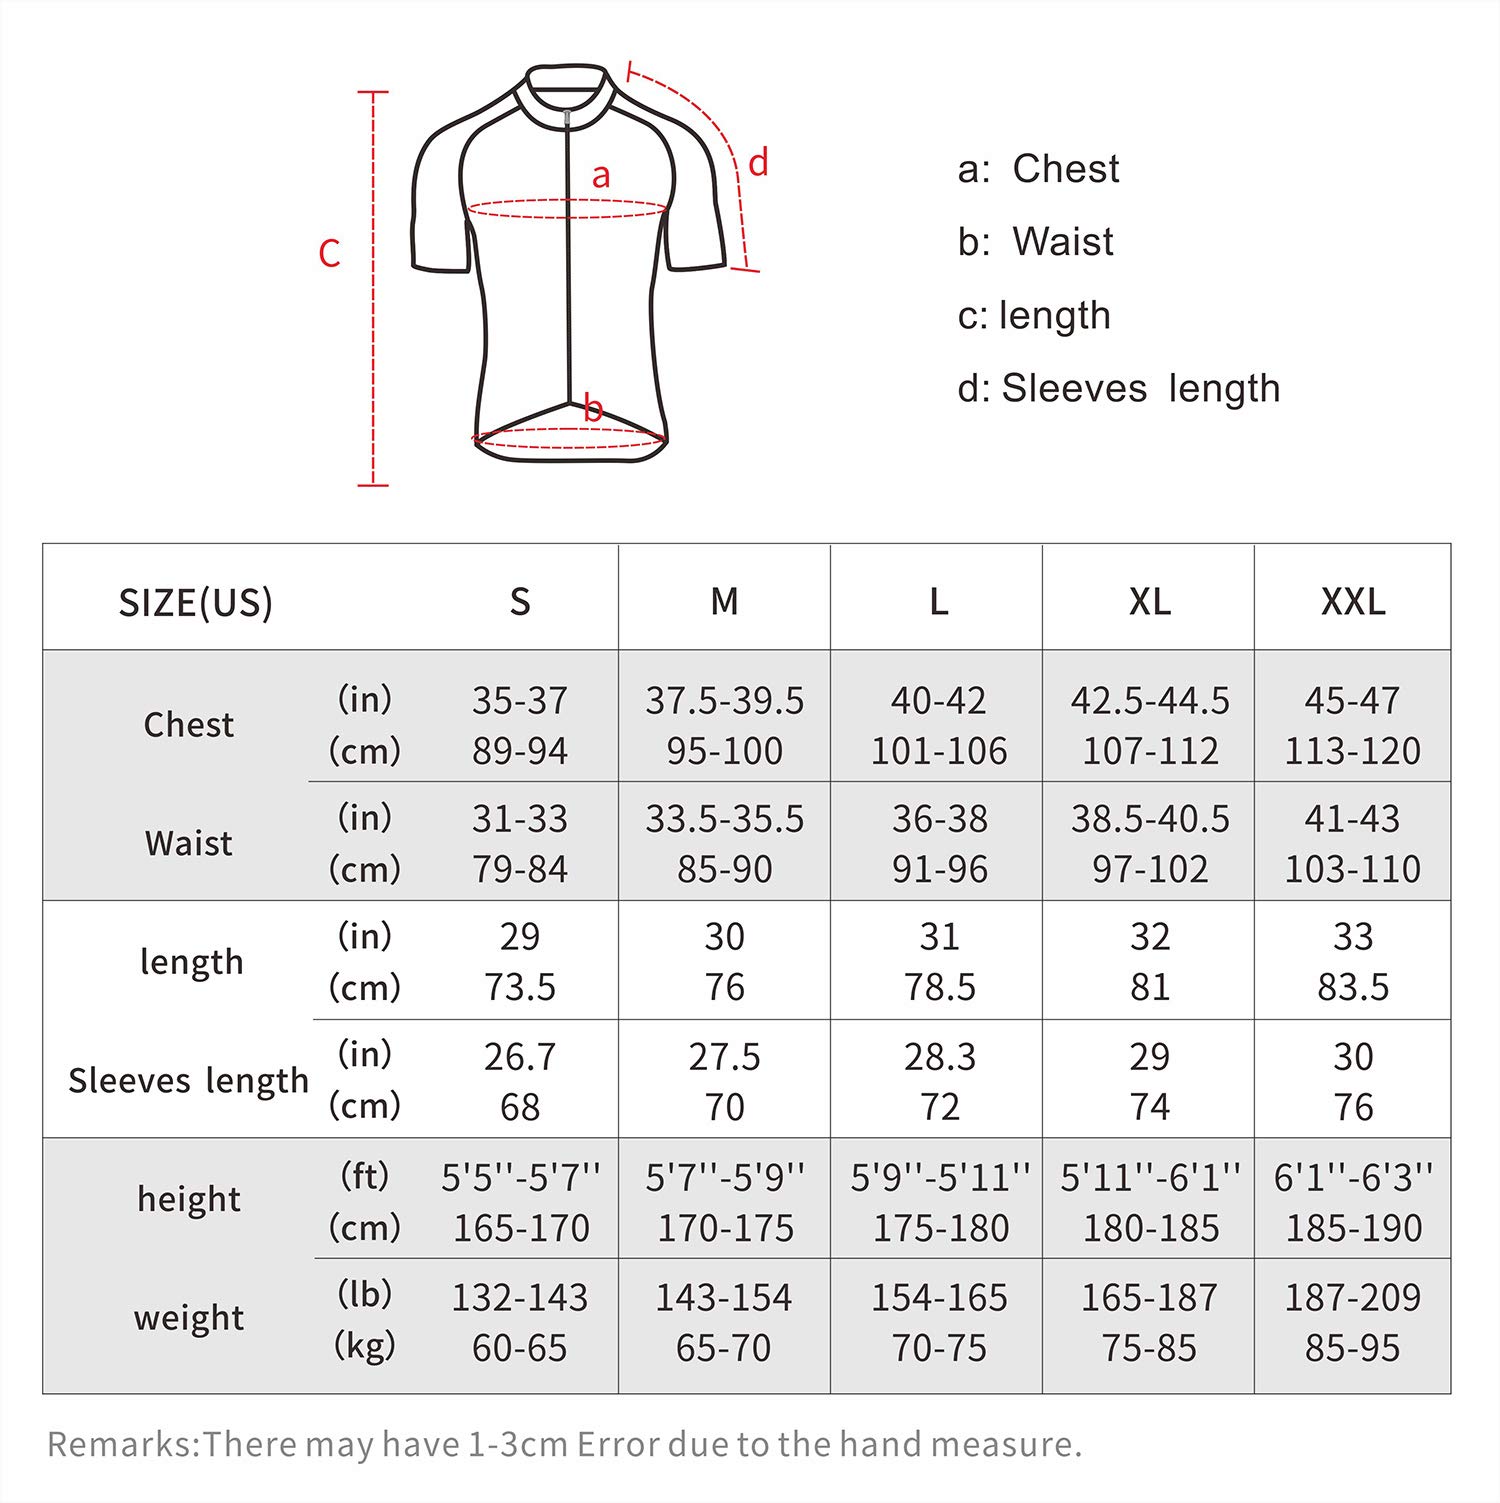 C
a
d
b
a: Chest
b: Waist
c: length
d: Sleeves length
SIZE(US) S M L XL XXL
Chest
(in) 35-37 37.5-39.5 40-42 42.5-44.5 45-47
(cm) 89-94 95-100 101-106 107-112 113-120
Waist
(in) 31-33 33.5-35.5 36-38 38.5-40.5 41-43
(cm) 79-84 85-90 91-96 97-102 103-110
length
(in) 29 30 31 32 33
(cm) 73.5 76 78.5 81 83.5
Sleeves length
(in) 26.7 27.5 28.3 29 30
(cm) 68 70 72 74 76
height
(ft) 5'5''-5'7'' 5'7''-5'9'' 5'9''-5'11'' 5'11''-6'1'' 6'1''-6'3''
(cm) 165-170 170-175 175-180 180-185 185-190
weight
(lb) 132-143 143-154 154-165 165-187 187-209
(kg) 60-65 65-70 70-75 75-85 85-95
Remarks:There may have 1-3cm Error due to the hand measure.